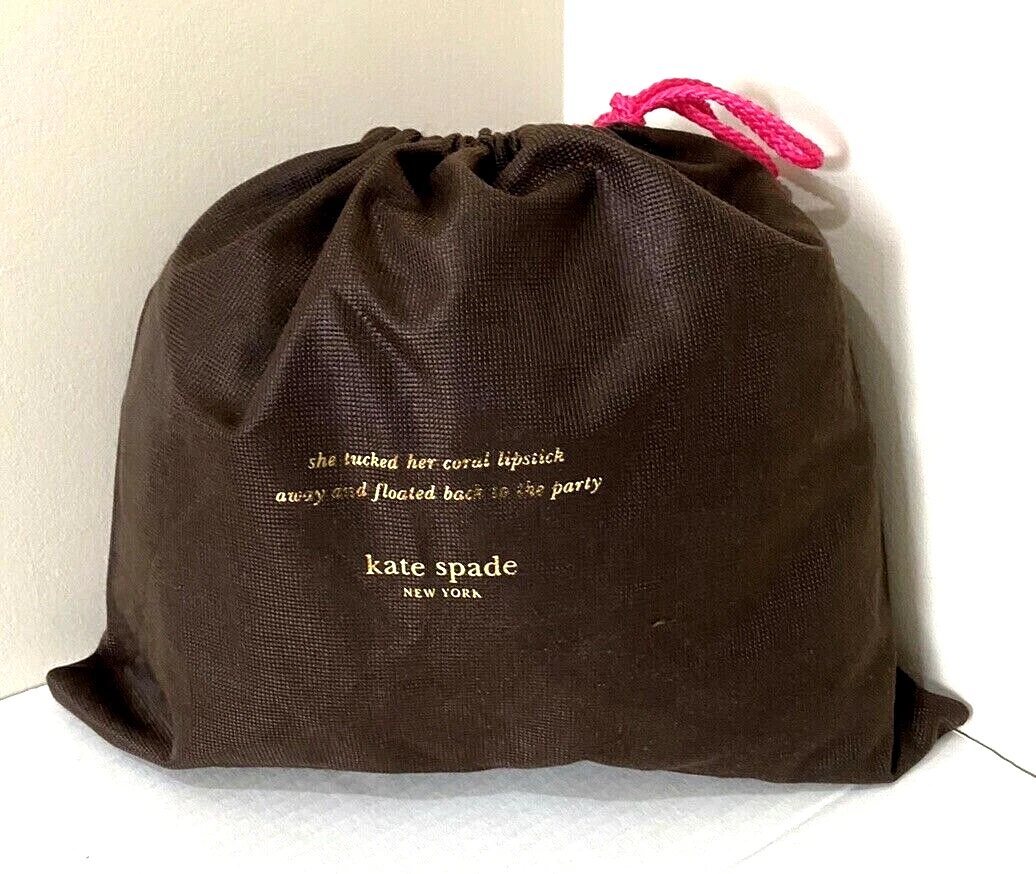 she tucked her coral lipstick
away and floated back to the party
kate spade
NEW YORK